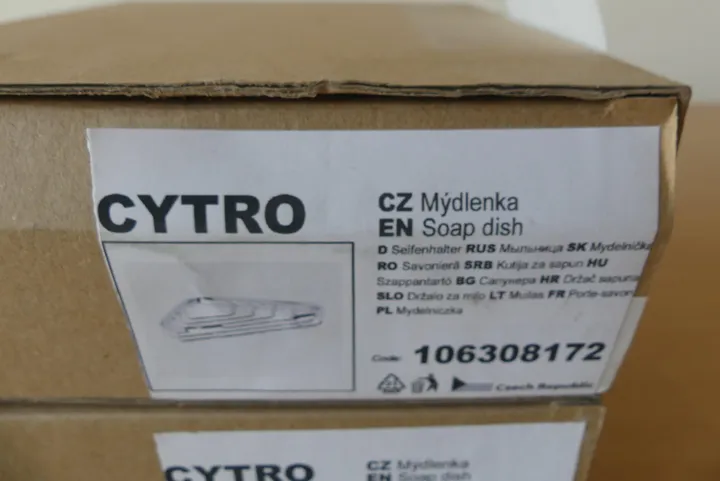 CYTRO
CZ Mýdlenka
EN Soap dish
D Seifenhalter RUS Мыльница SK Mydelnička
RO Savonieră SRB Kutija za sapun HU
Szappantartó BG Сапунера HR Držač sapuna
SLO Držalo za milo LT Muilas FR Porte-savon
PL Mydelniczka
Code: 106308172
Czech Republic
CYTRO
CZ Mýdlenka
EN Soap dish